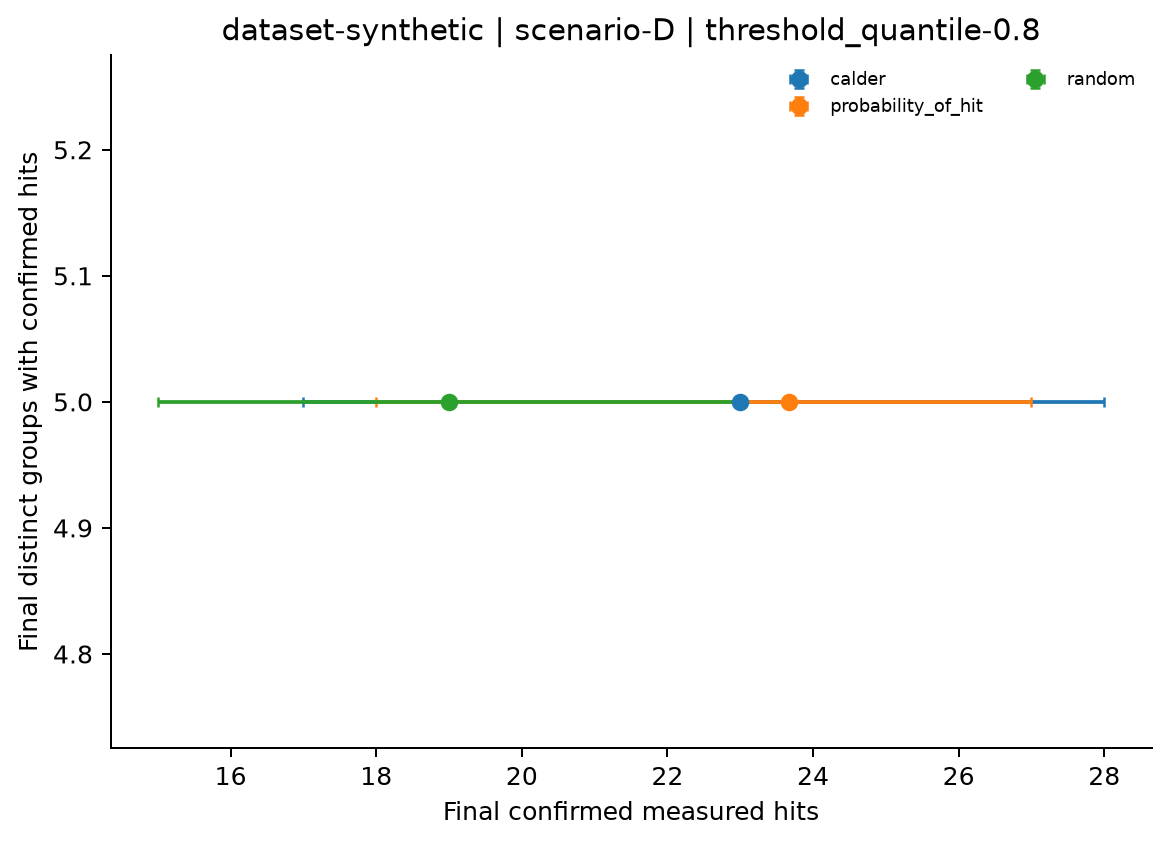 dataset-synthetic | scenario-D | threshold_quantile-0.8
calder
probability_of_hit
random
Final distinct groups with confirmed hits
5.2
5.1
5.0
4.9
4.8
16 18 20 22 24 26 28
Final confirmed measured hits